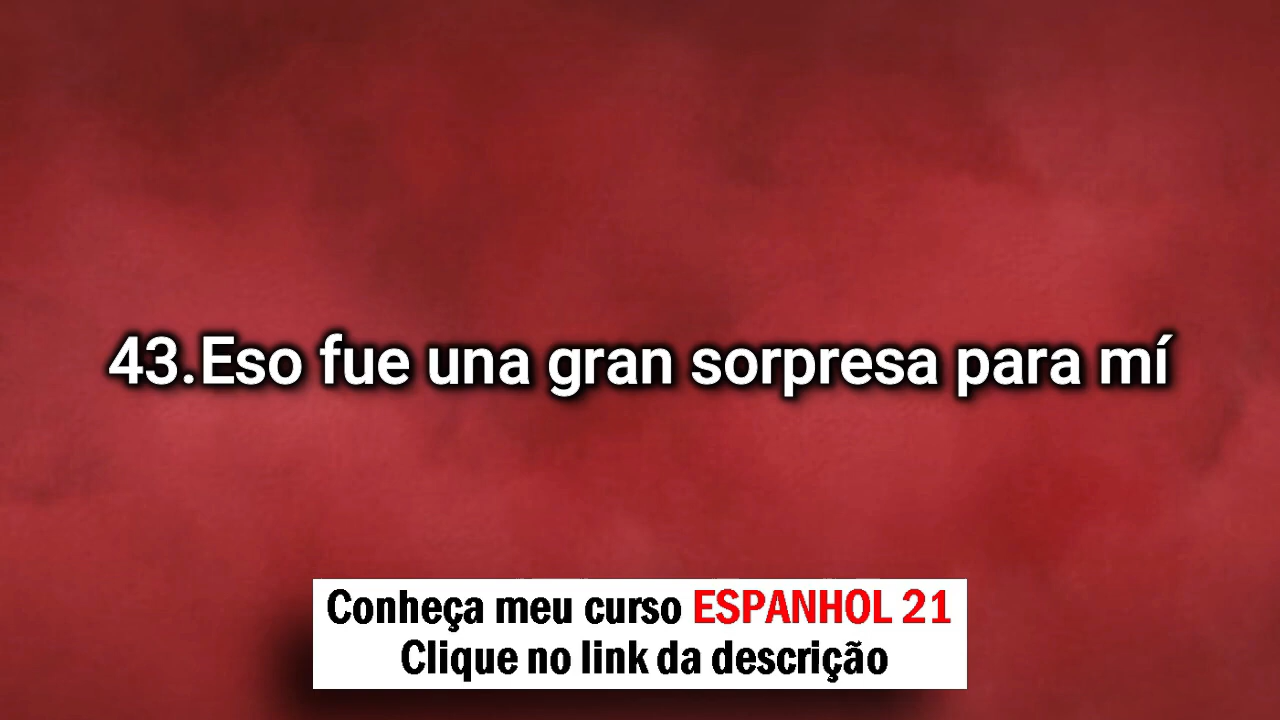 43.Eso fue una gran sorpresa para mí
Conheça meu curso ESPANHOL 21
Clique no link da descrição